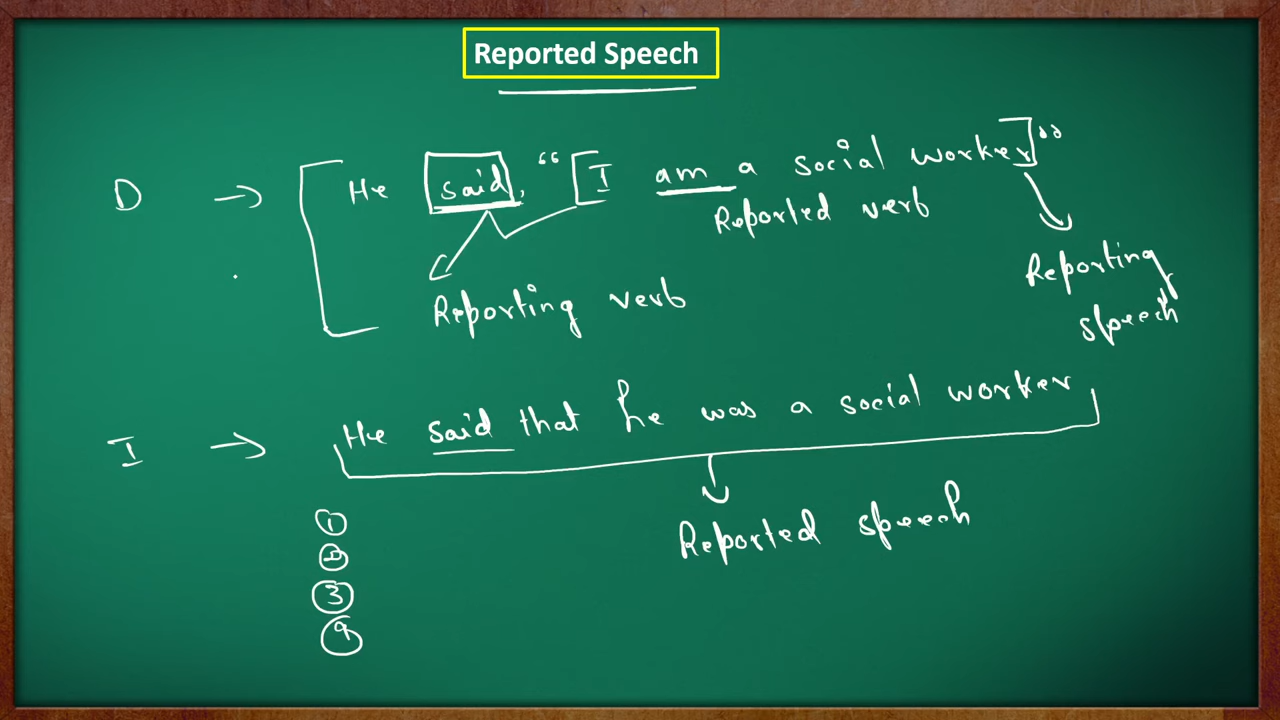 Reported Speech
D → He said, "[I am a social worker]"
Reported verb
Reporting verb
Reporting
speech
I → He said that he was a social worker
Reported speech
①
②
③
④